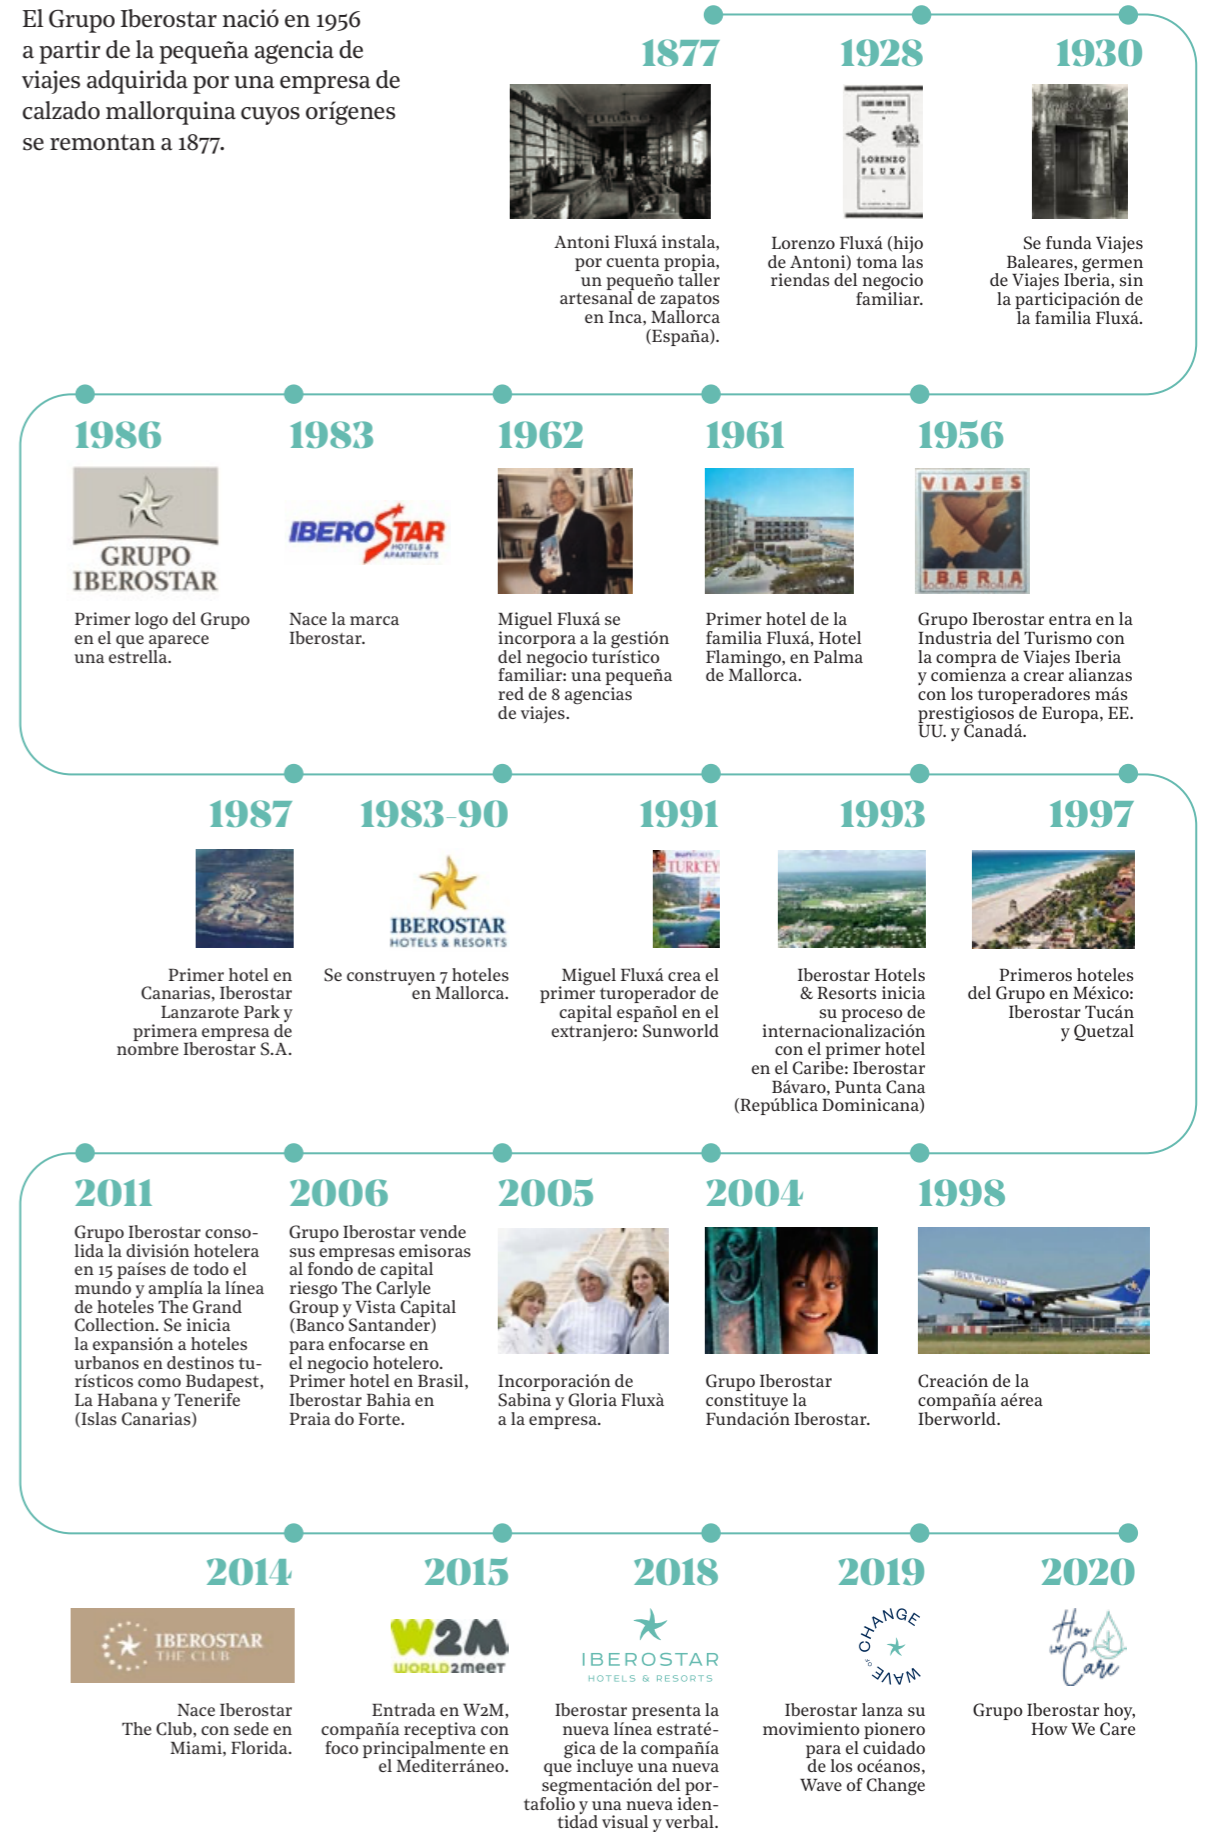 El Grupo Iberostar nació en 1956
a partir de la pequeña agencia de
viajes adquirida por una empresa de
calzado mallorquina cuyos orígenes
se remontan a 1877.
1877
Antoni Fluxá instala,
por cuenta propia,
un pequeño taller
artesanal de zapatos
en Inca, Mallorca
(España).
1928
LORENZO
FLUXÁ
Lorenzo Fluxá (hijo
de Antoni) toma las
riendas del negocio
familiar.
1930
Se funda Viajes
Baleares, germen
de Viajes Iberia, sin
la participación de
la familia Fluxá.
1956
VIAJES
IBERIA
SOCIEDAD ANONIMA
Grupo Iberostar entra en la
Industria del Turismo con
la compra de Viajes Iberia
y comienza a crear alianzas
con los turoperadores más
prestigiosos de Europa, EE.
UU. y Canadá.
1961
Primer hotel de la
familia Fluxá, Hotel
Flamingo, en Palma
de Mallorca.
1962
Miguel Fluxá se
incorpora a la gestión
del negocio turístico
familiar: una pequeña
red de 8 agencias
de viajes.
1983
IBEROSTAR
HOTELS &
APARTMENTS
Nace la marca
Iberostar.
1986
GRUPO
IBEROSTAR
Primer logo del Grupo
en el que aparece
una estrella.
1987
Primer hotel en
Canarias, Iberostar
Lanzarote Park y
primera empresa de
nombre Iberostar S.A.
1983-90
IBEROSTAR
HOTELS & RESORTS
Se construyen 7 hoteles
en Mallorca.
1991
TURKEY
Miguel Fluxá crea el
primer turoperador de
capital español en el
extranjero: Sunworld
1993
Iberostar Hotels
& Resorts inicia
su proceso de
internacionalización
con el primer hotel
en el Caribe: Iberostar
Bávaro, Punta Cana
(República Dominicana)
1997
Primeros hoteles
del Grupo en México:
Iberostar Tucán
y Quetzal
1998
Creación de la
compañía aérea
Iberworld.
2004
Grupo Iberostar
constituye la
Fundación Iberostar.
2005
Incorporación de
Sabina y Gloria Fluxà
a la empresa.
2006
Grupo Iberostar vende
sus empresas emisoras
al fondo de capital
riesgo The Carlyle
Group y Vista Capital
(Banco Santander)
para enfocarse en
el negocio hotelero.
Primer hotel en Brasil,
Iberostar Bahia en
Praia do Forte.
2011
Grupo Iberostar conso-
lida la división hotelera
en 15 países de todo el
mundo y amplía la línea
de hoteles The Grand
Collection. Se inicia
la expansión a hoteles
urbanos en destinos tu-
rísticos como Budapest,
La Habana y Tenerife
(Islas Canarias)
2014
IBEROSTAR
THE CLUB
Nace Iberostar
The Club, con sede en
Miami, Florida.
2015
W2M
WORLD2MEET
Entrada en W2M,
compañía receptiva con
foco principalmente en
el Mediterráneo.
2018
IBEROSTAR
HOTELS & RESORTS
Iberostar presenta la
nueva línea estraté-
gica de la compañía
que incluye una nueva
segmentación del por-
tafolio y una nueva iden-
tidad visual y verbal.
2019
WAVE OF CHANGE
Iberostar lanza su
movimiento pionero
para el cuidado
de los océanos,
Wave of Change
2020
How
we
Care
Grupo Iberostar hoy,
How We Care